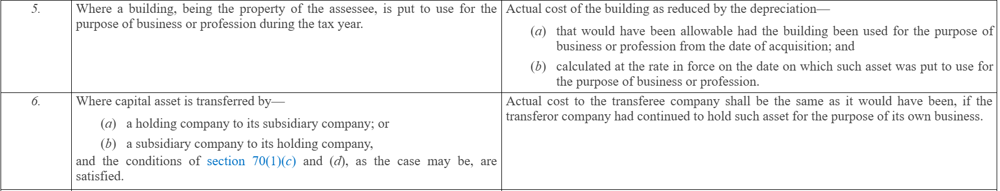 5.
Where a building, being the property of the assessee, is put to use for the
purpose of business or profession during the tax year.
Actual cost of the building as reduced by the depreciation—
(a) that would have been allowable had the building been used for the purpose of
business or profession from the date of acquisition; and
(b) calculated at the rate in force on the date on which such asset was put to use for
the purpose of business or profession.
6.
Where capital asset is transferred by—
(a) a holding company to its subsidiary company; or
(b) a subsidiary company to its holding company,
and the conditions of section 70(1)(c) and (d), as the case may be, are
satisfied.
Actual cost to the transferee company shall be the same as it would have been, if the
transferor company had continued to hold such asset for the purpose of its own business.